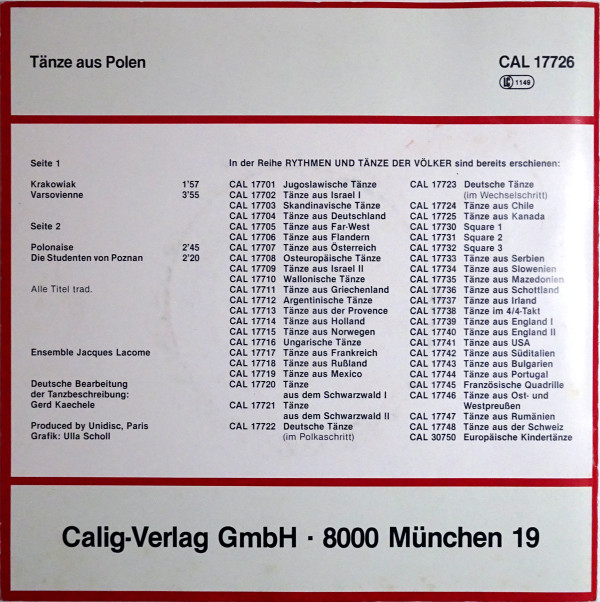 Tänze aus Polen
CAL 17726
LC 1149
Seite 1
Krakowiak 1'57
Varsovienne 3'55
Seite 2
Polonaise 2'45
Die Studenten von Poznan 2'20
Alle Titel trad.
Ensemble Jacques Lacome
Deutsche Bearbeitung
der Tanzbeschreibung:
Gerd Kaechele
Produced by Unidisc, Paris
Grafik: Ulla Scholl
In der Reihe RYTHMEN UND TÄNZE DER VÖLKER sind bereits erschienen:
CAL 17701 Jugoslawische Tänze
CAL 17702 Tänze aus Israel I
CAL 17703 Skandinavische Tänze
CAL 17704 Tänze aus Deutschland
CAL 17705 Tänze aus Far-West
CAL 17706 Tänze aus Flandern
CAL 17707 Tänze aus Österreich
CAL 17708 Osteuropäische Tänze
CAL 17709 Tänze aus Israel II
CAL 17710 Wallonische Tänze
CAL 17711 Tänze aus Griechenland
CAL 17712 Argentinische Tänze
CAL 17713 Tänze aus der Provence
CAL 17714 Tänze aus Holland
CAL 17715 Tänze aus Norwegen
CAL 17716 Ungarische Tänze
CAL 17717 Tänze aus Frankreich
CAL 17718 Tänze aus Rußland
CAL 17719 Tänze aus Mexico
CAL 17720 Tänze
aus dem Schwarzwald I
CAL 17721 Tänze
aus dem Schwarzwald II
CAL 17722 Deutsche Tänze
(im Polkaschritt)
CAL 17723 Deutsche Tänze
(im Wechselschritt)
CAL 17724 Tänze aus Chile
CAL 17725 Tänze aus Kanada
CAL 17730 Square 1
CAL 17731 Square 2
CAL 17732 Square 3
CAL 17733 Tänze aus Serbien
CAL 17734 Tänze aus Slowenien
CAL 17735 Tänze aus Mazedonien
CAL 17736 Tänze aus Schottland
CAL 17737 Tänze aus Irland
CAL 17738 Tänze im 4/4-Takt
CAL 17739 Tänze aus England I
CAL 17740 Tänze aus England II
CAL 17741 Tänze aus USA
CAL 17742 Tänze aus Süditalien
CAL 17743 Tänze aus Bulgarien
CAL 17744 Tänze aus Portugal
CAL 17745 Französische Quadrille
CAL 17746 Tänze aus Ost- und
Westpreußen
CAL 17747 Tänze aus Rumänien
CAL 17748 Tänze aus der Schweiz
CAL 30750 Europäische Kindertänze
Calig-Verlag GmbH · 8000 München 19